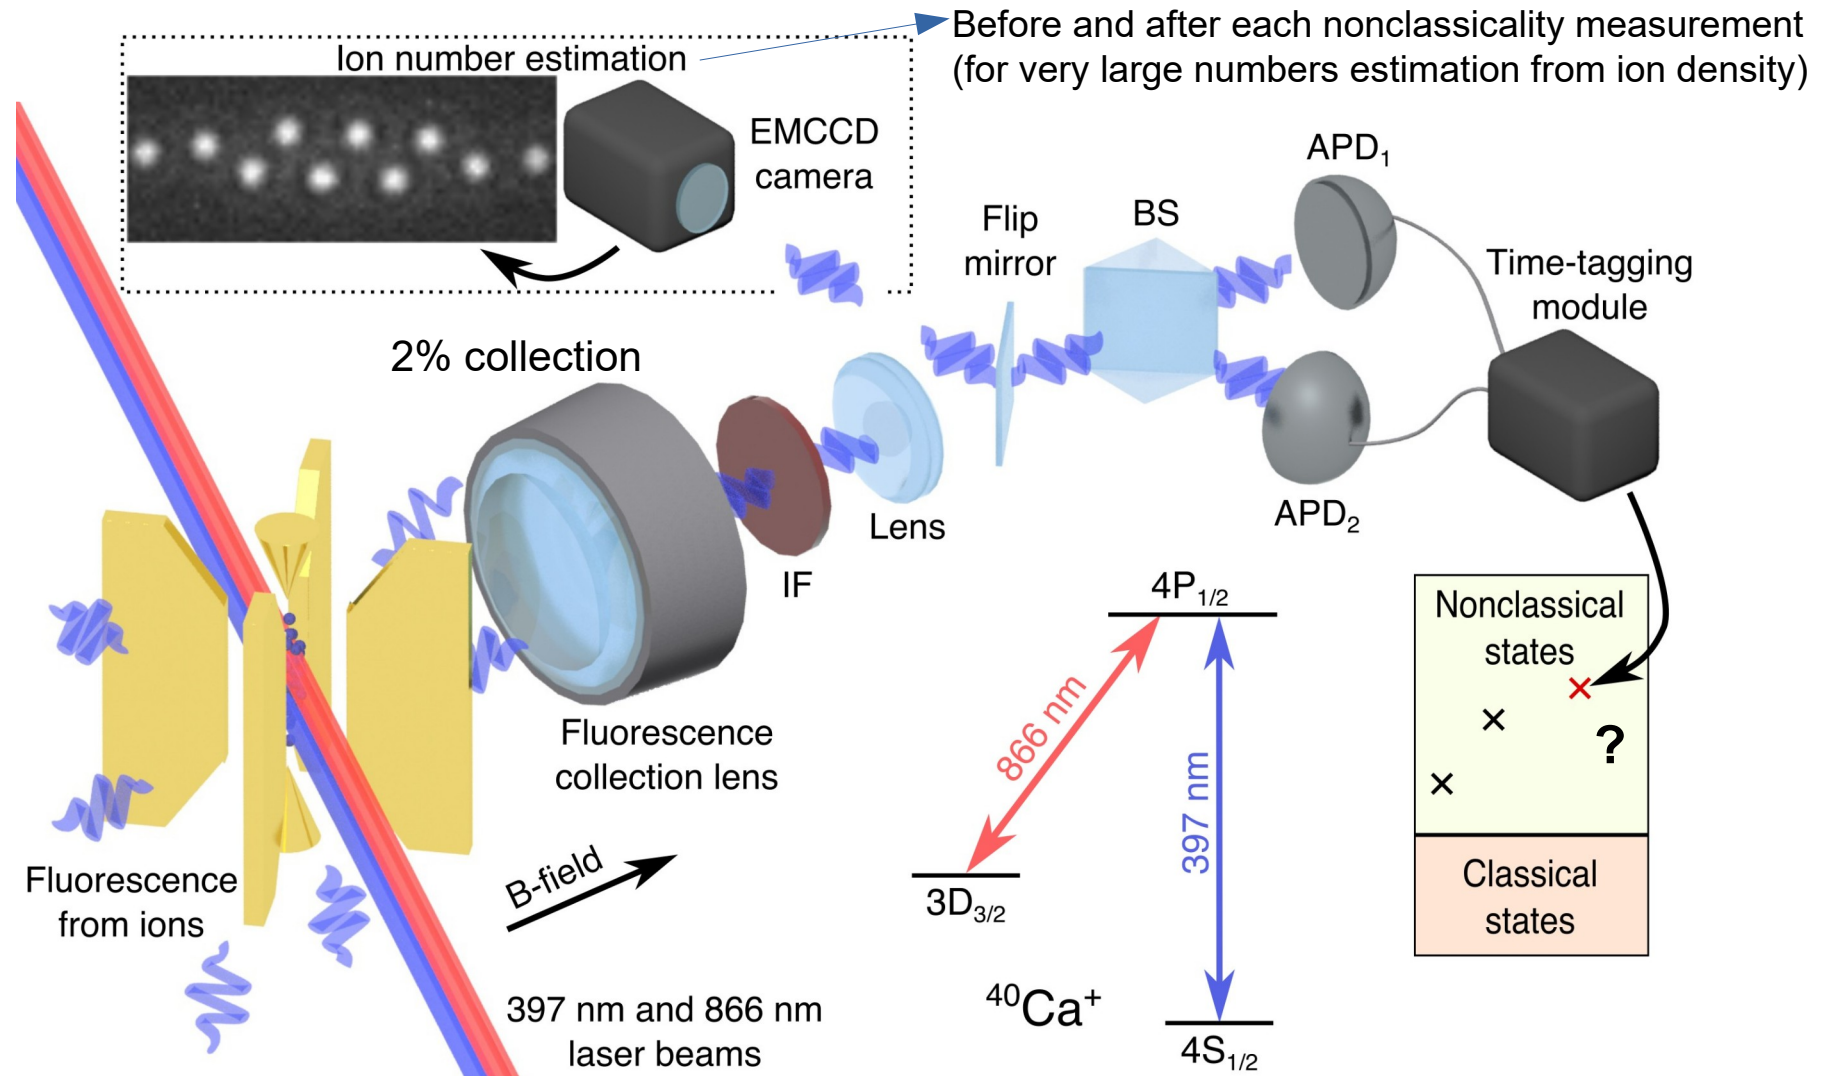 Before and after each nonclassicality measurement
(for very large numbers estimation from ion density)
Ion number estimation
EMCCD
camera
APD₁
Flip
mirror
BS
Time-tagging
module
2% collection
Lens
APD₂
IF
4P₁/₂
Nonclassical
states
?
866 nm
397 nm
Fluorescence
collection lens
B-field
Fluorescence
from ions
3D₃/₂
Classical
states
397 nm and 866 nm
laser beams
⁴⁰Ca⁺
4S₁/₂